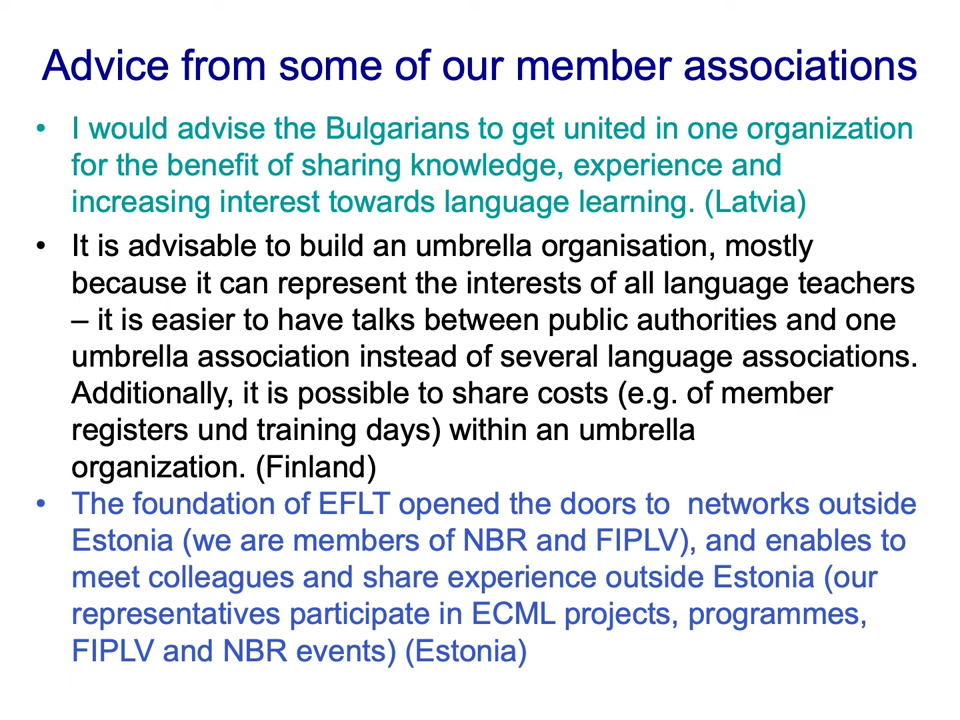 Advice from some of our member associations
• I would advise the Bulgarians to get united in one organization
for the benefit of sharing knowledge, experience and
increasing interest towards language learning. (Latvia)
• It is advisable to build an umbrella organisation, mostly
because it can represent the interests of all language teachers
– it is easier to have talks between public authorities and one
umbrella association instead of several language associations.
Additionally, it is possible to share costs (e.g. of member
registers und training days) within an umbrella
organization. (Finland)
• The foundation of EFLT opened the doors to  networks outside
Estonia (we are members of NBR and FIPLV), and enables to
meet colleagues and share experience outside Estonia (our
representatives participate in ECML projects, programmes,
FIPLV and NBR events) (Estonia)